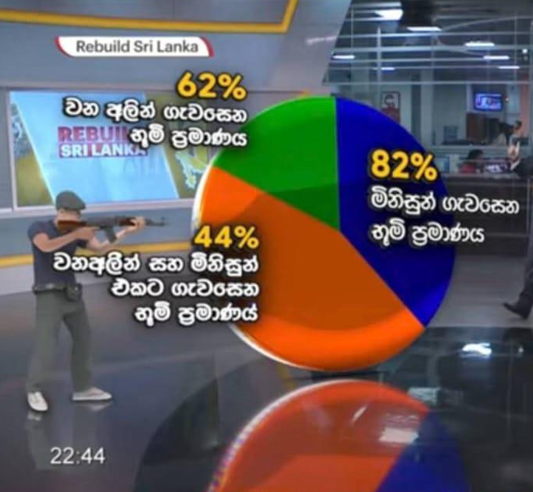 Rebuild Sri Lanka
62%
වන අලින් ගැවසෙන
භූමි ප්‍රමාණය
REBUI
SRI LANKA
82%
මිනිසුන් ගැවසෙන
භූමි ප්‍රමාණය
44%
වනඅලින් සහ මිනිසුන්
එකට ගැවසෙන
භූමි ප්‍රමාණය්
22:44